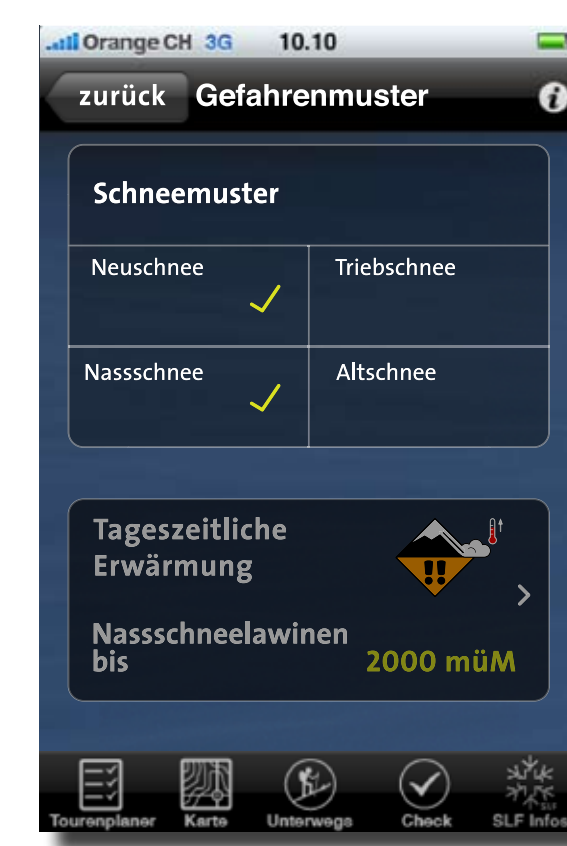 Orange CH 3G 10.10
zurück Gefahrenmuster i
Schneemuster
Neuschnee Triebschnee
Nassschnee Altschnee
Tageszeitliche
Erwärmung
!!
Nassschneelawinen
bis 2000 müM
SLF
Tourenplaner Karte Unterwegs Check SLF Infos